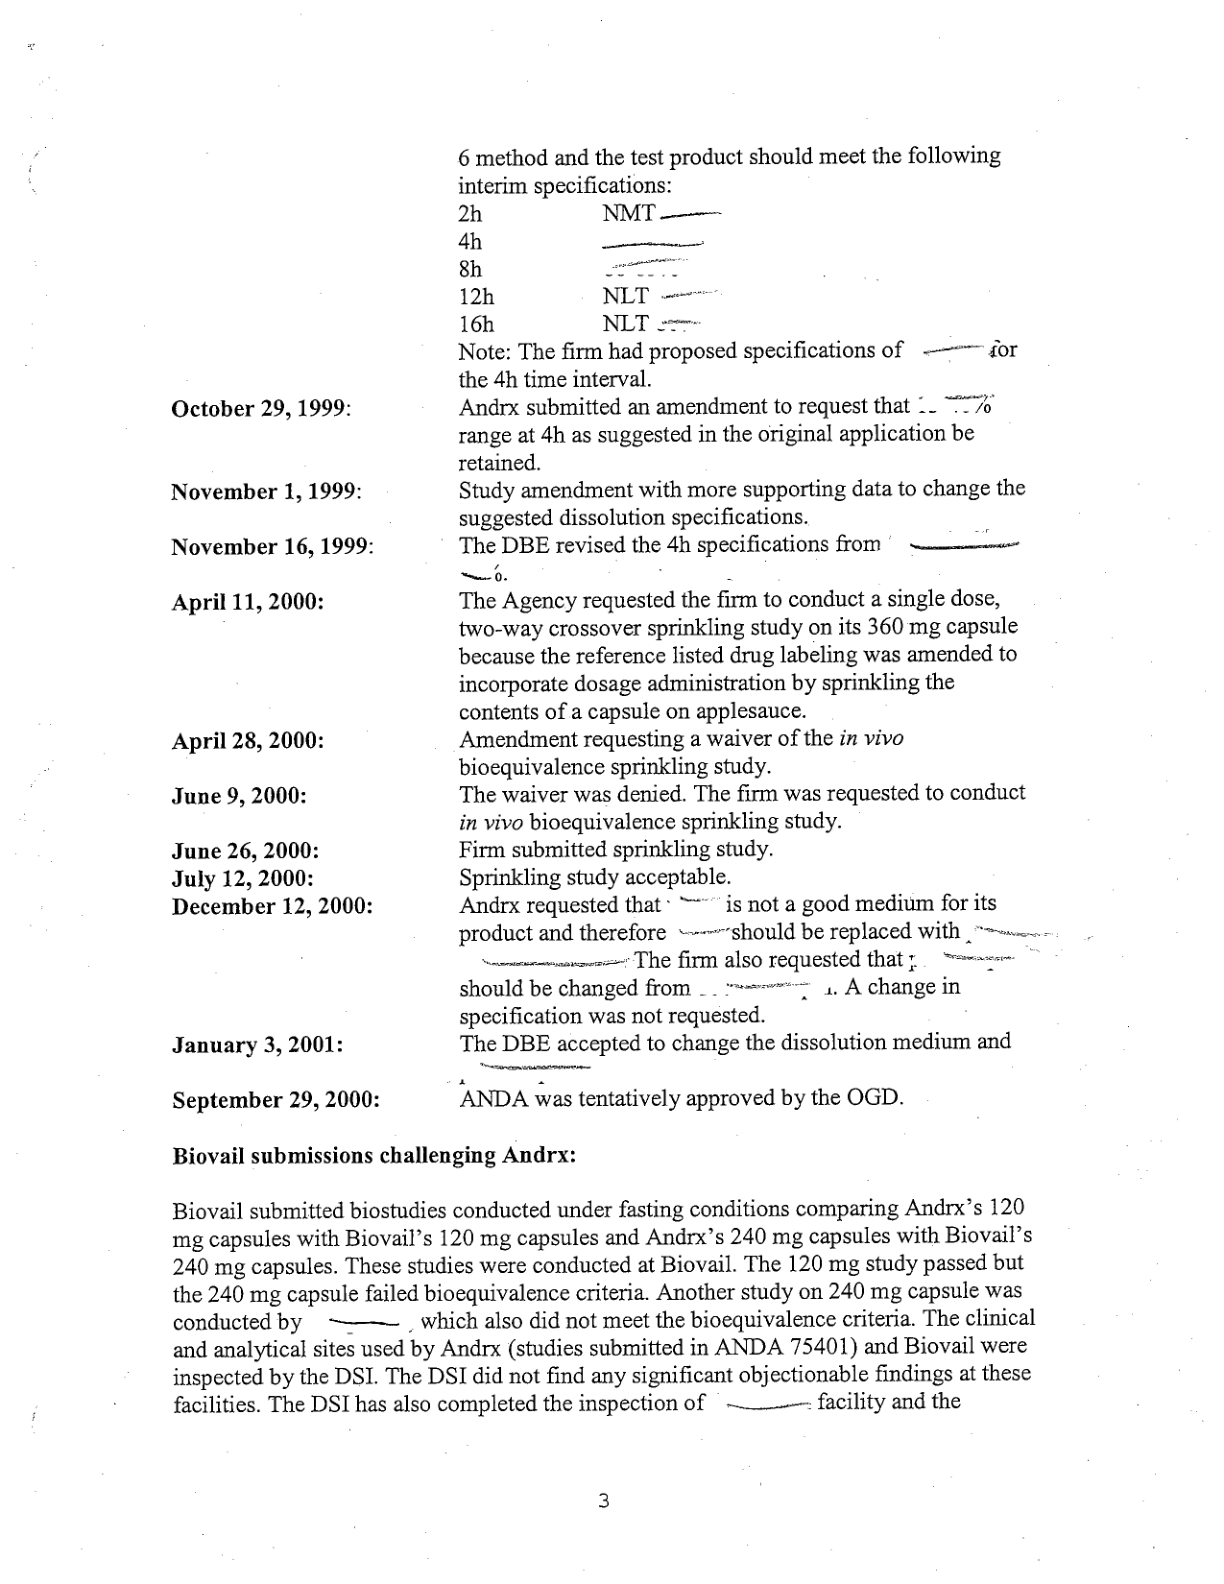 6 method and the test product should meet the following
interim specifications:
2h NMT
4h
8h
12h NLT
16h NLT
Note: The firm had proposed specifications of for
the 4h time interval.
October 29, 1999: Andrx submitted an amendment to request that %
range at 4h as suggested in the original application be
retained.
November 1, 1999: Study amendment with more supporting data to change the
suggested dissolution specifications.
November 16, 1999: The DBE revised the 4h specifications from
April 11, 2000: The Agency requested the firm to conduct a single dose,
two-way crossover sprinkling study on its 360 mg capsule
because the reference listed drug labeling was amended to
incorporate dosage administration by sprinkling the
contents of a capsule on applesauce.
April 28, 2000: Amendment requesting a waiver of the in vivo
bioequivalence sprinkling study.
June 9, 2000: The waiver was denied. The firm was requested to conduct
in vivo bioequivalence sprinkling study.
June 26, 2000: Firm submitted sprinkling study.
July 12, 2000: Sprinkling study acceptable.
December 12, 2000: Andrx requested that is not a good medium for its
product and therefore should be replaced with
The firm also requested that
should be changed from . A change in
specification was not requested.
January 3, 2001: The DBE accepted to change the dissolution medium and
September 29, 2000: ANDA was tentatively approved by the OGD.
Biovail submissions challenging Andrx:
Biovail submitted biostudies conducted under fasting conditions comparing Andrx's 120
mg capsules with Biovail's 120 mg capsules and Andrx's 240 mg capsules with Biovail's
240 mg capsules. These studies were conducted at Biovail. The 120 mg study passed but
the 240 mg capsule failed bioequivalence criteria. Another study on 240 mg capsule was
conducted by , which also did not meet the bioequivalence criteria. The clinical
and analytical sites used by Andrx (studies submitted in ANDA 75401) and Biovail were
inspected by the DSI. The DSI did not find any significant objectionable findings at these
facilities. The DSI has also completed the inspection of facility and the
3